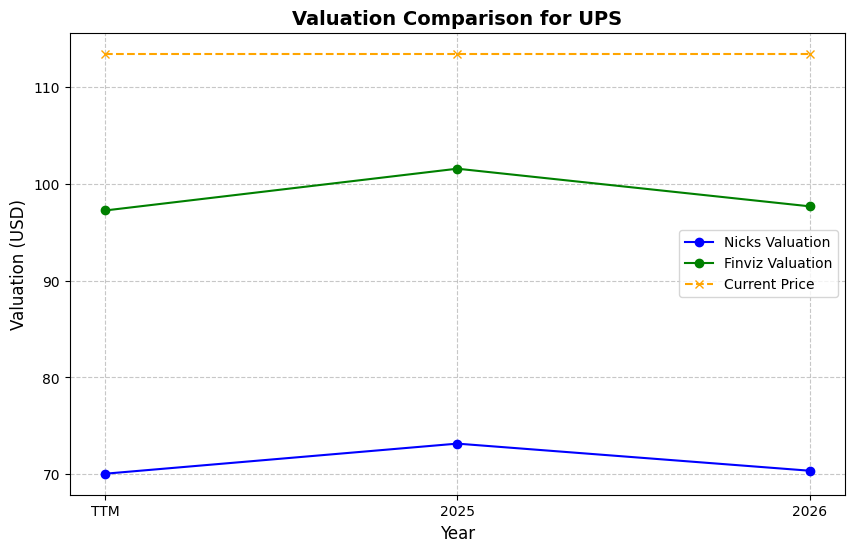 Valuation Comparison for UPS
110
100
90
80
70
Valuation (USD)
Nicks Valuation
Finviz Valuation
Current Price
TTM 2025 2026
Year